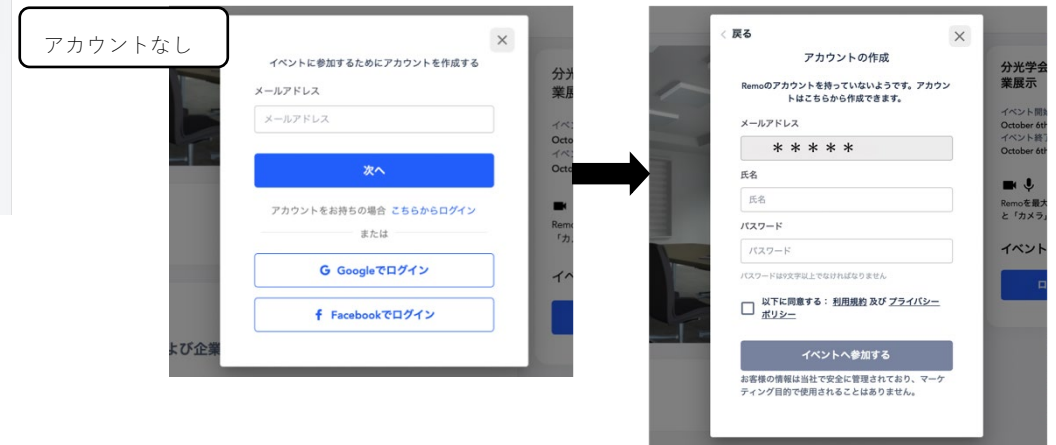 アカウントなし
イベントに参加するためにアカウントを作成する
メールアドレス
メールアドレス
次へ
アカウントをお持ちの場合 こちらからログイン
または
G Googleでログイン
f Facebookでログイン
よび企業
分光学会
業展
イベ
Octo
イベ
Octo
Rem
「カ
イベ
戻る
アカウントの作成
Remoのアカウントを持っていないようです。アカウン
トはこちらから作成できます。
メールアドレス
*****
氏名
氏名
パスワード
パスワード
パスワードは9文字以上でなければなりません
以下に同意する： 利用規約 及び プライバシー
ポリシー
イベントへ参加する
お客様の情報は当社で安全に管理されており、マーケ
ティング目的で使用されることはありません。
分光学会
業展示
イベント開始
October 6th
イベント終了
October 6th
Remoを最大
と「カメラ」
イベント
ロ